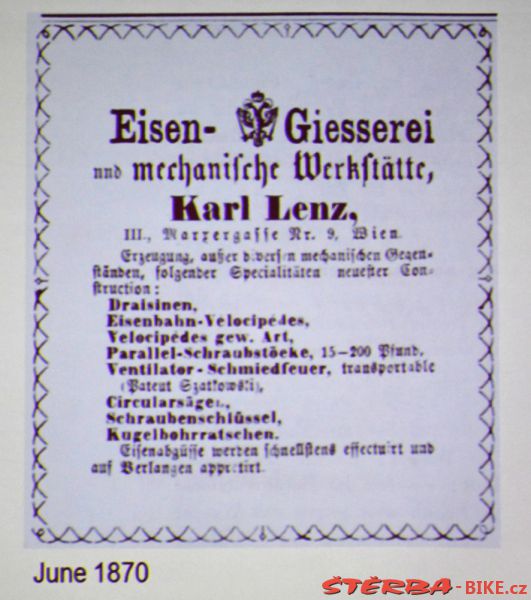 Eisen- Giesserei
und mechanische Werkstätte,
Karl Lenz,
III., Marxergasse Nr. 9, Wien.
Erzeugung, außer diversen mechanischen Gegen-
ständen, folgender Specialitäten neuester Con-
struction:
Draisinen,
Eisenbahn-Velocipédes,
Velocipédes gew. Art,
Parallel-Schraubstöcke, 15—200 Pfund,
Ventilator-Schmiedfeuer, transportable
(Patent Szatkowski),
Circularsägen,
Schraubenschlüssel,
Kugelbohrratschen.
Eisenabgüsse werden schnellstens effectuirt und
auf Verlangen appretirt.
June 1870
ŠTĚRBA-BIKE.cz